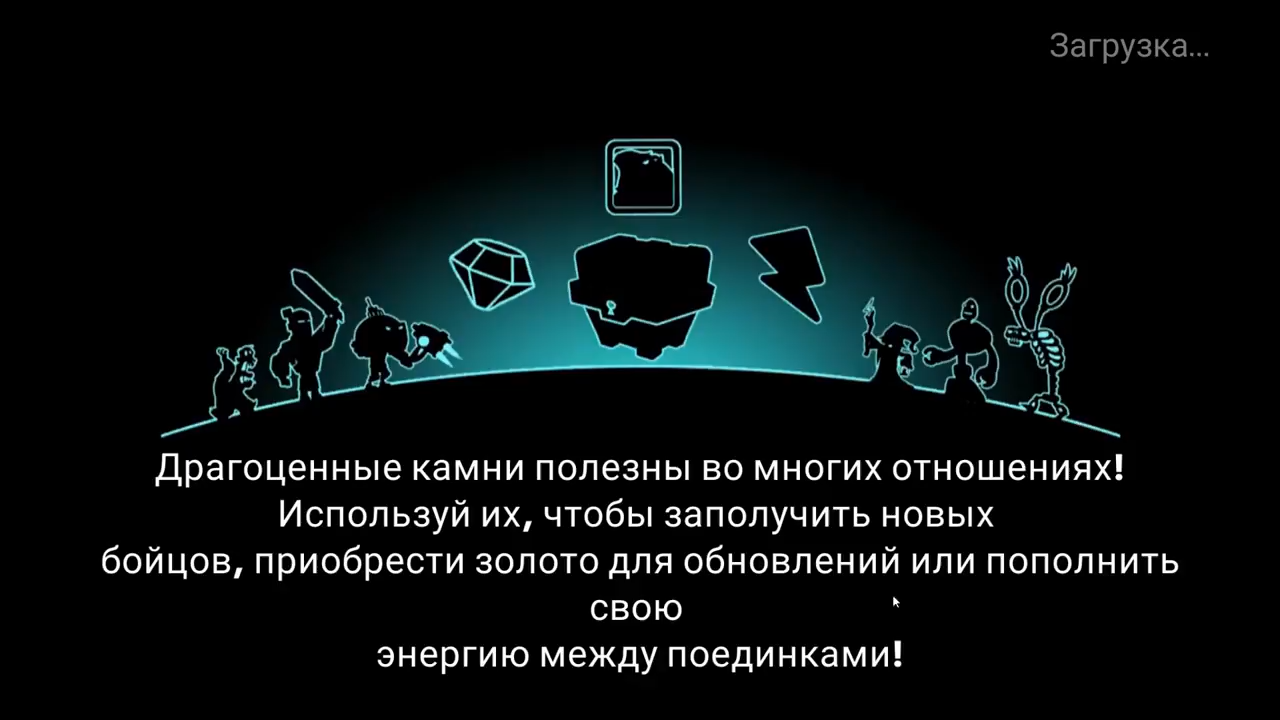 Загрузка...
Драгоценные камни полезны во многих отношениях!
Используй их, чтобы заполучить новых
бойцов, приобрести золото для обновлений или пополнить
свою
энергию между поединками!